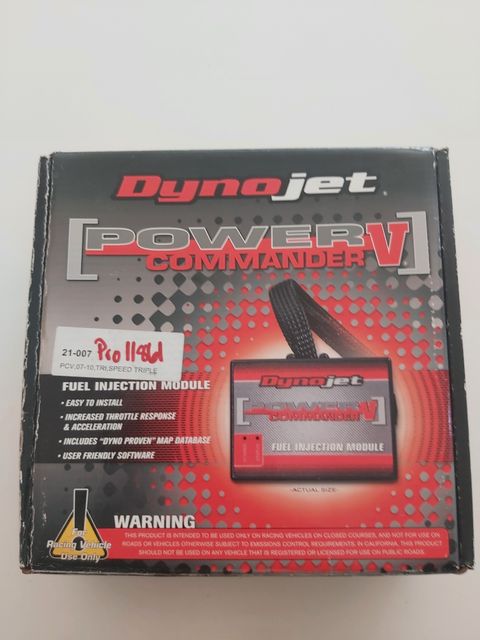 Dynojet
POWER V
COMMANDER
21-007
PCV,07-10,TRI,SPEED TRIPLE
FUEL INJECTION MODULE
• EASY TO INSTALL
• INCREASED THROTTLE RESPONSE
& ACCELERATION
• INCLUDES "DYNO PROVEN" MAP DATABASE
• USER FRIENDLY SOFTWARE
Dynojet
POWER V
COMMANDER
FUEL INJECTION MODULE
-ACTUAL SIZE-
For
Racing Vehicle
Use Only
WARNING
THIS PRODUCT IS INTENDED TO BE USED ONLY ON RACING VEHICLES ON CLOSED COURSES, AND NOT FOR USE ON
ROADS OR VEHICLES OTHERWISE SUBJECT TO EMISSIONS CONTROL REQUIREMENTS. IN CALIFORNIA, THIS PRODUCT
SHOULD NOT BE USED ON ANY VEHICLE THAT IS REGISTERED OR LICENSED FOR USE ON PUBLIC ROADS.